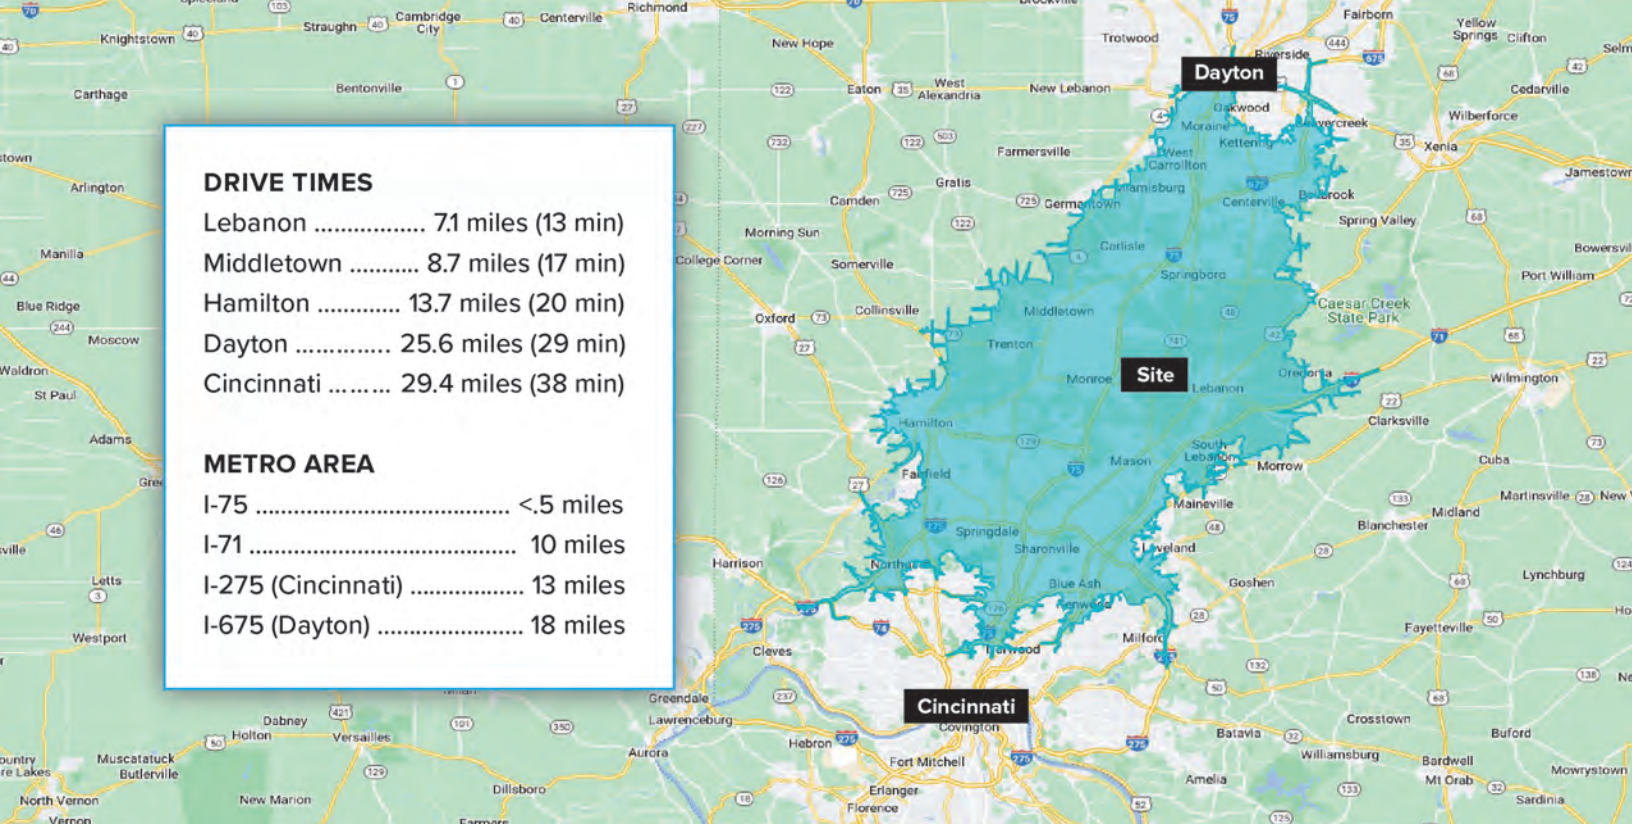 DRIVE TIMES
Lebanon ................ 7.1 miles (13 min)
Middletown ........... 8.7 miles (17 min)
Hamilton ............. 13.7 miles (20 min)
Dayton ............. 25.6 miles (29 min)
Cincinnati ......... 29.4 miles (38 min)
METRO AREA
I-75 ....................................... <.5 miles
I-71 ......................................... 10 miles
I-275 (Cincinnati) ................. 13 miles
I-675 (Dayton) ...................... 18 miles
Dayton
Site
Cincinnati
Richmond
Knightstown
Straughn
Cambridge
City
Centerville
New Hope
Trotwood
Riverside
Fairborn
Yellow
Springs
Clifton
Carthage
Bentonville
Eaton
West
Alexandria
New Lebanon
Oakwood
Cedarville
Wilberforce
Moraine
Kettering
Xenia
Farmersville
West
Carrollton
Jamestown
Arlington
Gratis
Camden
Germantown
Centerville
Spring Valley
Morning Sun
Carlisle
Manilla
College Corner
Somerville
Springboro
Port William
Blue Ridge
Moscow
Oxford
Collinsville
Middletown
Caesar Creek
State Park
Trenton
Waldron
St Paul
Monroe
Lebanon
Oregonia
Wilmington
Adams
Hamilton
Clarksville
Fairfield
Mason
South
Lebanon
Morrow
Cuba
Maineville
Martinsville
Midland
Blanchester
Springdale
Sharonville
Loveland
Harrison
Letts
Blue Ash
Goshen
Lynchburg
Kenwood
Westport
Cleves
Norwood
Milford
Fayetteville
Greendale
Lawrenceburg
Dabney
Holton
Versailles
Aurora
Hebron
Covington
Fort Mitchell
Batavia
Crosstown
Buford
Williamsburg
Bardwell
Mt Orab
Mowrystown
Muscatatuck
Butlerville
North Vernon
Vernon
New Marion
Dillsboro
Erlanger
Florence
Amelia
Sardinia